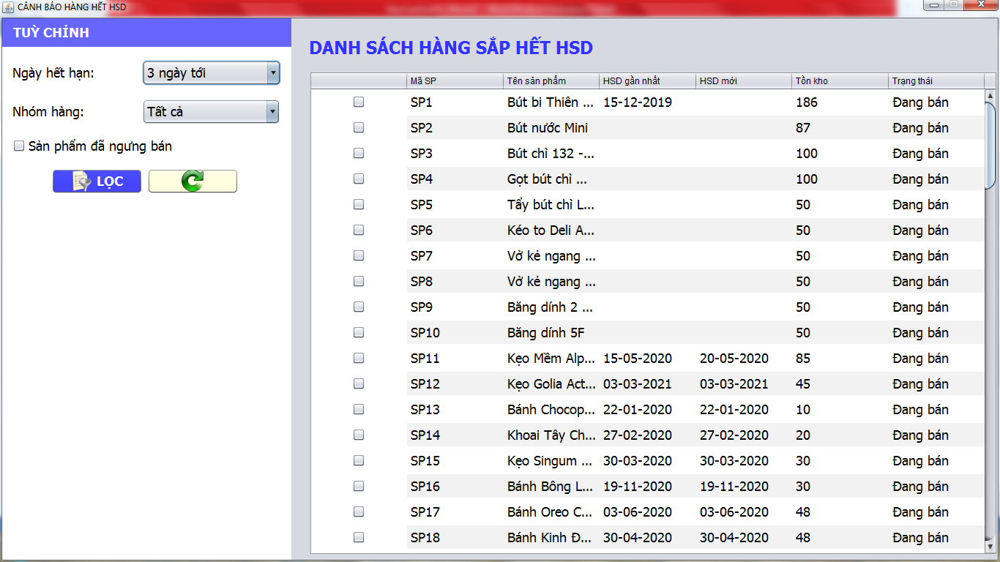 CẢNH BÁO HÀNG HẾT HSD
TUỲ CHỈNH
Ngày hết hạn: 3 ngày tới
Nhóm hàng: Tất cả
Sản phẩm đã ngưng bán
LỌC
DANH SÁCH HÀNG SẮP HẾT HSD
Mã SP Tên sản phẩm HSD gần nhất HSD mới Tồn kho Trạng thái
SP1 Bút bi Thiên ... 15-12-2019 186 Đang bán
SP2 Bút nước Mini 87 Đang bán
SP3 Bút chì 132 -... 100 Đang bán
SP4 Gọt bút chì ... 100 Đang bán
SP5 Tẩy bút chì L... 50 Đang bán
SP6 Kéo to Deli A... 50 Đang bán
SP7 Vở kẻ ngang ... 50 Đang bán
SP8 Vở kẻ ngang ... 50 Đang bán
SP9 Băng dính 2 ... 50 Đang bán
SP10 Băng dính 5F 50 Đang bán
SP11 Kẹo Mềm Alp... 15-05-2020 20-05-2020 85 Đang bán
SP12 Kẹo Golia Act... 03-03-2021 03-03-2021 45 Đang bán
SP13 Bánh Chocop... 22-01-2020 22-01-2020 10 Đang bán
SP14 Khoai Tây Ch... 27-02-2020 27-02-2020 20 Đang bán
SP15 Kẹo Singum ... 30-03-2020 30-03-2020 30 Đang bán
SP16 Bánh Bông L... 19-11-2020 19-11-2020 30 Đang bán
SP17 Bánh Oreo C... 03-06-2020 03-06-2020 48 Đang bán
SP18 Bánh Kinh Đ... 30-04-2020 30-04-2020 48 Đang bán